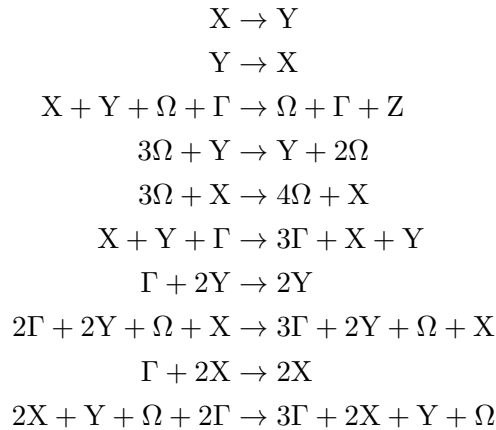 X → Y
Y → X
X + Y + Ω + Γ → Ω + Γ + Z
3Ω + Y → Y + 2Ω
3Ω + X → 4Ω + X
X + Y + Γ → 3Γ + X + Y
Γ + 2Y → 2Y
2Γ + 2Y + Ω + X → 3Γ + 2Y + Ω + X
Γ + 2X → 2X
2X + Y + Ω + 2Γ → 3Γ + 2X + Y + Ω